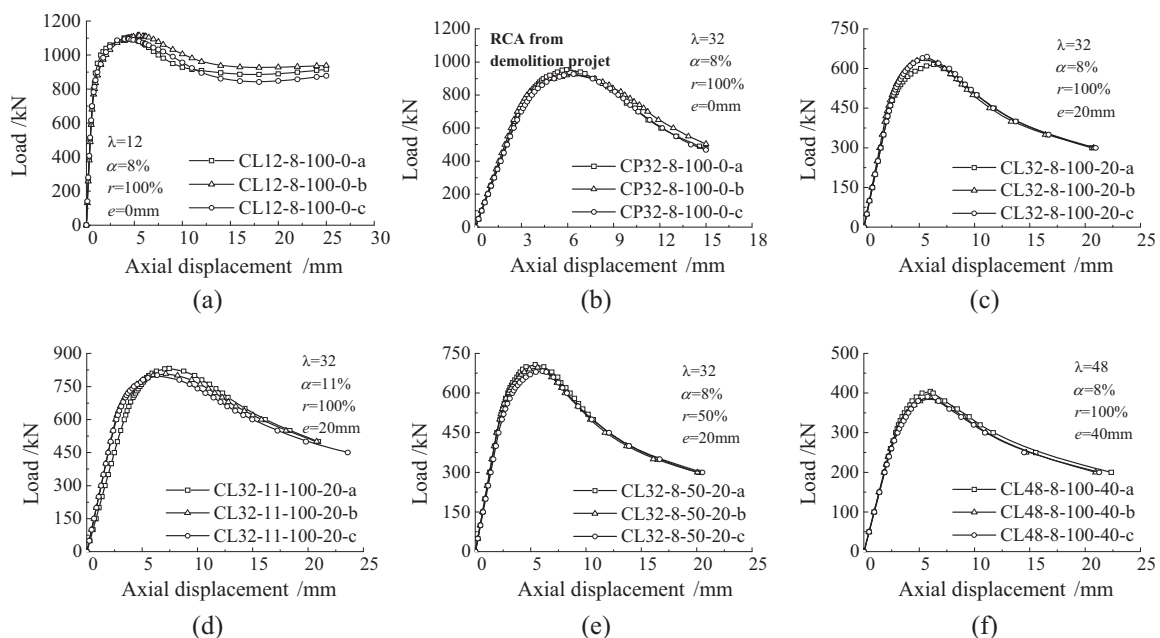 1200
1000
800
600
400
200
0
Load /kN
λ=12
α=8%
r=100%
e=0mm
CL12-8-100-0-a
CL12-8-100-0-b
CL12-8-100-0-c
0 5 10 15 20 25 30
Axial displacement /mm
(a)
1200
1050
900
750
600
450
300
150
0
Load /kN
RCA from
demolition projet
λ=32
α=8%
r=100%
e=0mm
CP32-8-100-0-a
CP32-8-100-0-b
CP32-8-100-0-c
0 3 6 9 12 15 18
Axial displacement /mm
(b)
750
600
450
300
150
0
Load /kN
λ=32
α=8%
r=100%
e=20mm
CL32-8-100-20-a
CL32-8-100-20-b
CL32-8-100-20-c
0 5 10 15 20 25
Axial displacement /mm
(c)
900
750
600
450
300
150
0
Load /kN
λ=32
α=11%
r=100%
e=20mm
CL32-11-100-20-a
CL32-11-100-20-b
CL32-11-100-20-c
0 5 10 15 20 25
Axial displacement /mm
(d)
750
600
450
300
150
0
Load /kN
λ=32
α=8%
r=50%
e=20mm
CL32-8-50-20-a
CL32-8-50-20-b
CL32-8-50-20-c
0 5 10 15 20 25
Axial displacement /mm
(e)
500
400
300
200
100
0
Load /kN
λ=48
α=8%
r=100%
e=40mm
CL48-8-100-40-a
CL48-8-100-40-b
CL48-8-100-40-c
0 5 10 15 20 25
Axial displacement /mm
(f)